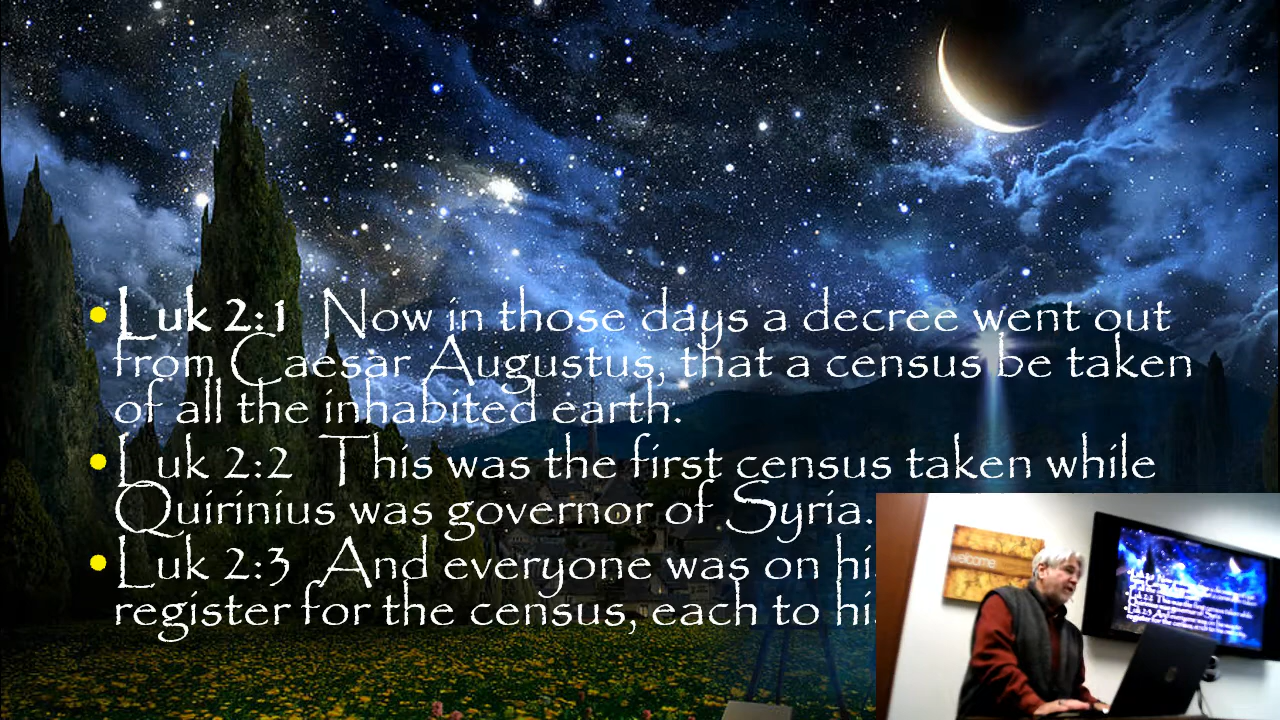 • Luk 2:1 Now in those days a decree went out
from Caesar Augustus, that a census be taken
of all the inhabited earth.
• Luk 2:2 This was the first census taken while
Quirinius was governor of Syria.
• Luk 2:3 And everyone was on hi
register for the census, each to hi
welcome